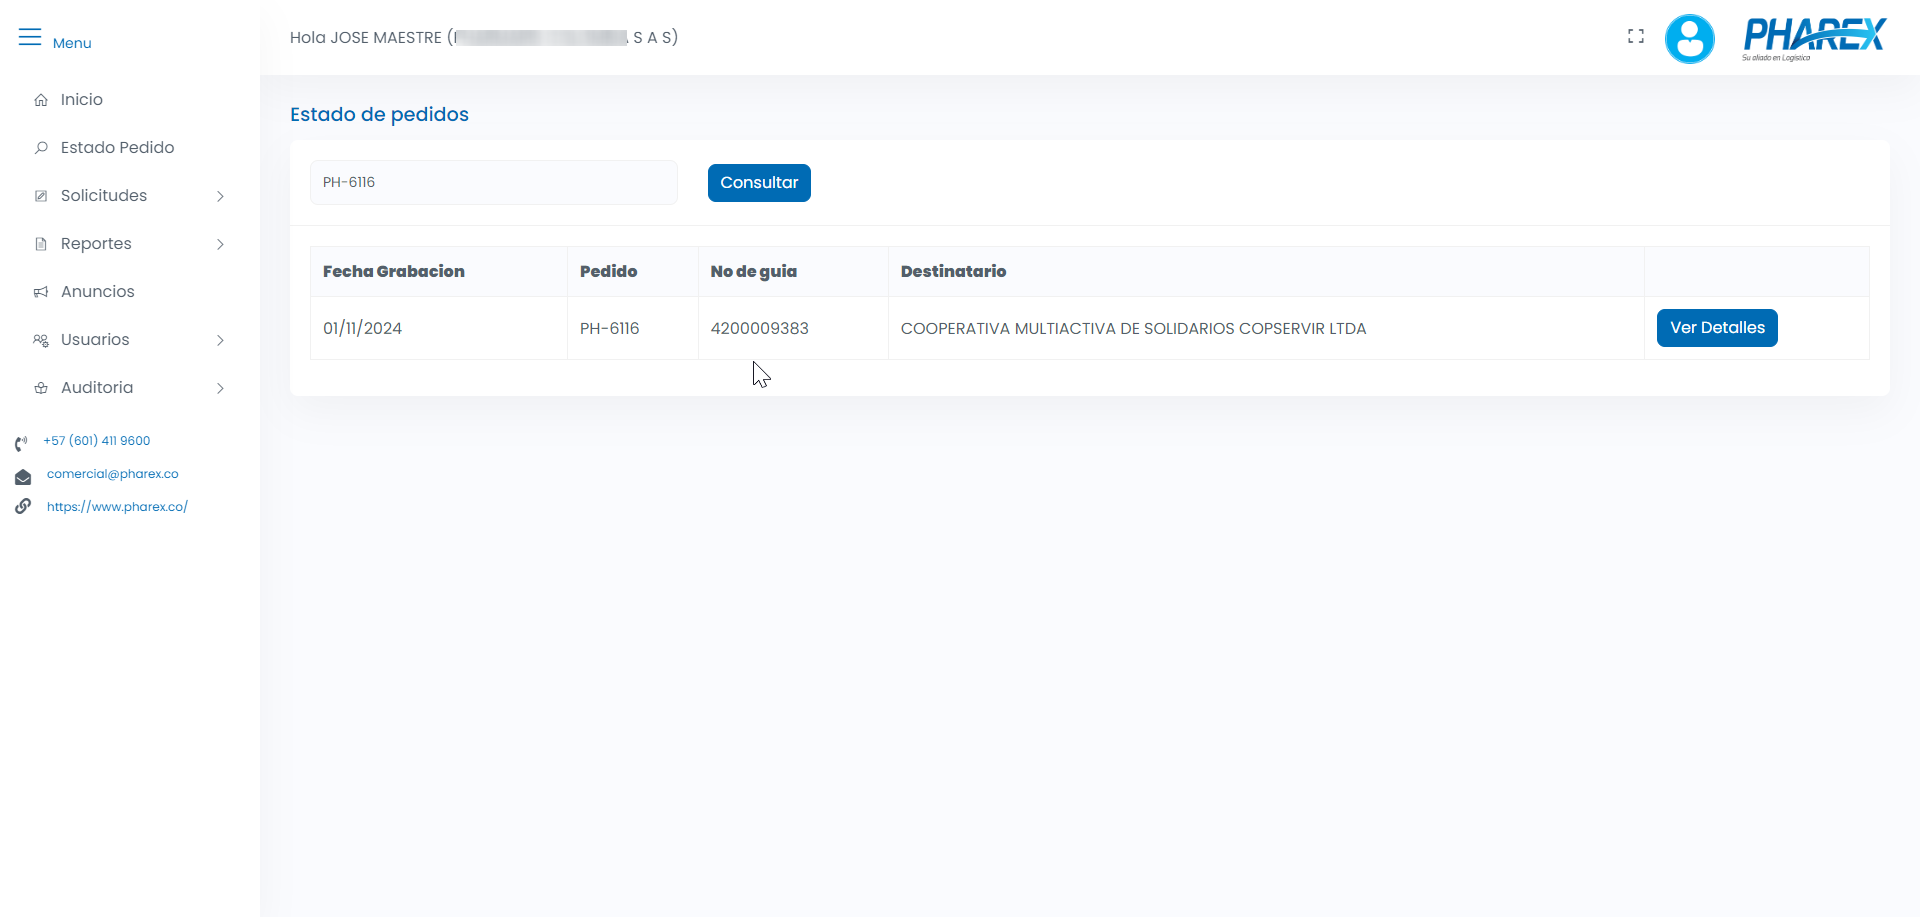 Menu
Hola JOSE MAESTRE ( S A S)
PHAREX
Su aliado en Logística
Inicio
Estado Pedido
Solicitudes
Reportes
Anuncios
Usuarios
Auditoria
+57 (601) 411 9600
comercial@pharex.co
https://www.pharex.co/
Estado de pedidos
PH-6116 Consultar
Fecha Grabacion Pedido No de guia Destinatario
01/11/2024 PH-6116 4200009383 COOPERATIVA MULTIACTIVA DE SOLIDARIOS COPSERVIR LTDA Ver Detalles